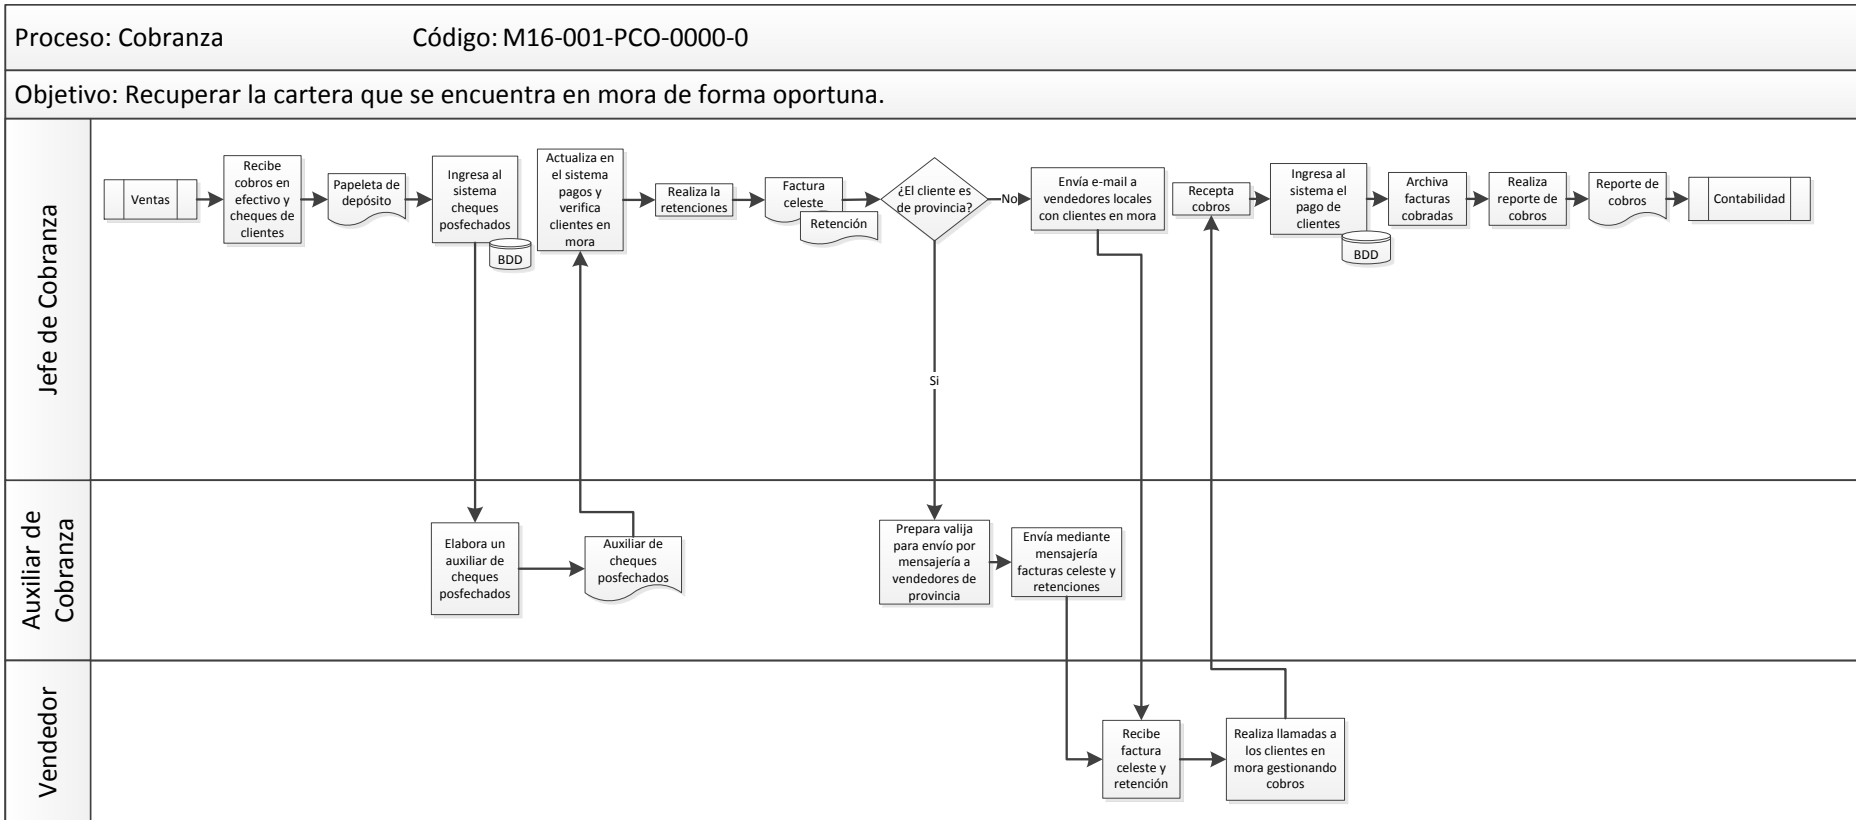 Proceso: Cobranza
Código: M16-001-PCO-0000-0
Objetivo: Recuperar la cartera que se encuentra en mora de forma oportuna.
Jefe de Cobranza
Ventas
Recibe
cobros en
efectivo y
cheques de
clientes
Papeleta de
depósito
Ingresa al
sistema
cheques
posfechados
BDD
Actualiza en
el sistema
pagos y
verifica
clientes en
mora
Realiza la
retenciones
Factura
celeste
Retención
¿El cliente es
de provincia?
No
Si
Envía e-mail a
vendedores locales
con clientes en mora
Recepta
cobros
Ingresa al
sistema el
pago de
clientes
BDD
Archiva
facturas
cobradas
Realiza
reporte de
cobros
Reporte de
cobros
Contabilidad
Auxiliar de
Cobranza
Elabora un
auxiliar de
cheques
posfechados
Auxiliar de
cheques
posfechados
Prepara valija
para envío por
mensajería a
vendedores de
provincia
Envía mediante
mensajería
facturas celeste y
retenciones
Vendedor
Recibe
factura
celeste y
retención
Realiza llamadas a
los clientes en
mora gestionando
cobros